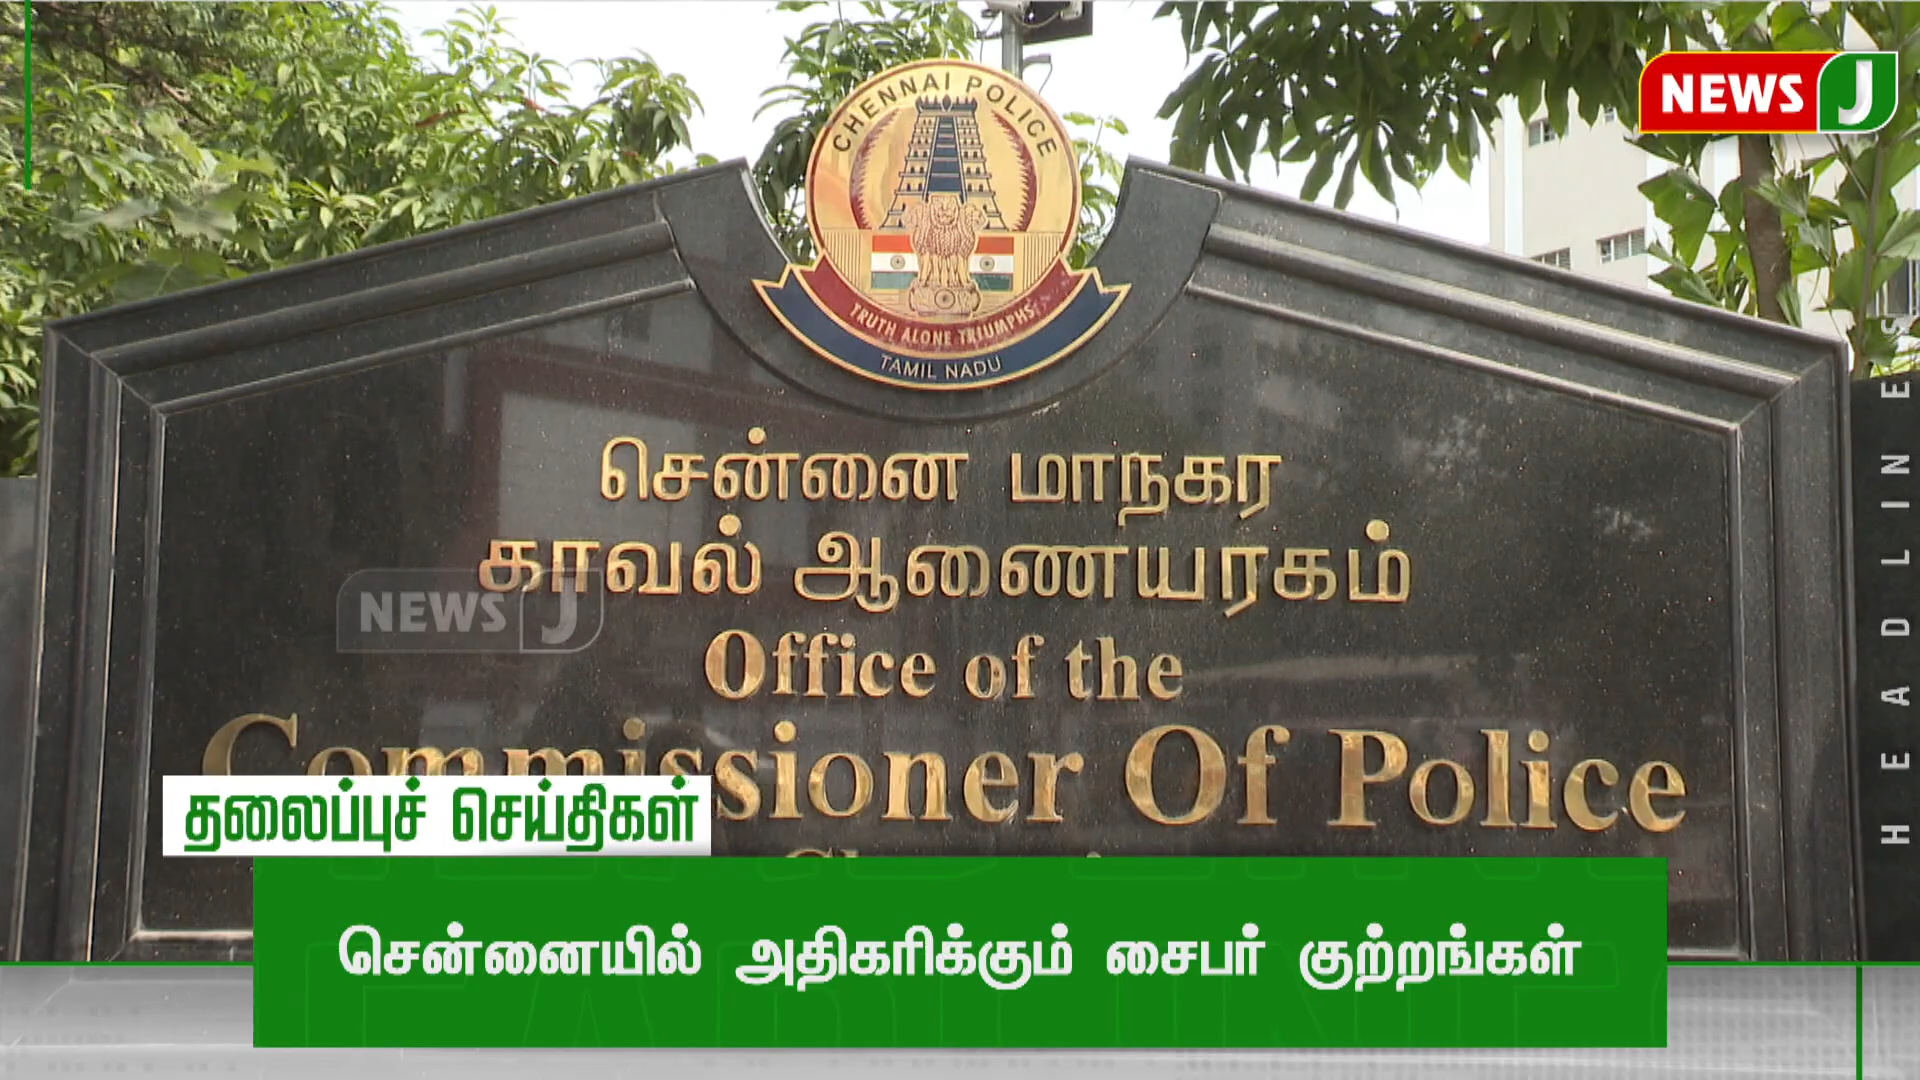 NEWS J
CHENNAI POLICE
TRUTH ALONE TRIUMPHS
TAMIL NADU
சென்னை மாநகர
காவல் ஆணையரகம்
NEWS J
Office of the
Commissioner Of Police
தலைப்புச் செய்திகள்
சென்னையில் அதிகரிக்கும் சைபர் குற்றங்கள்
HEADLINES